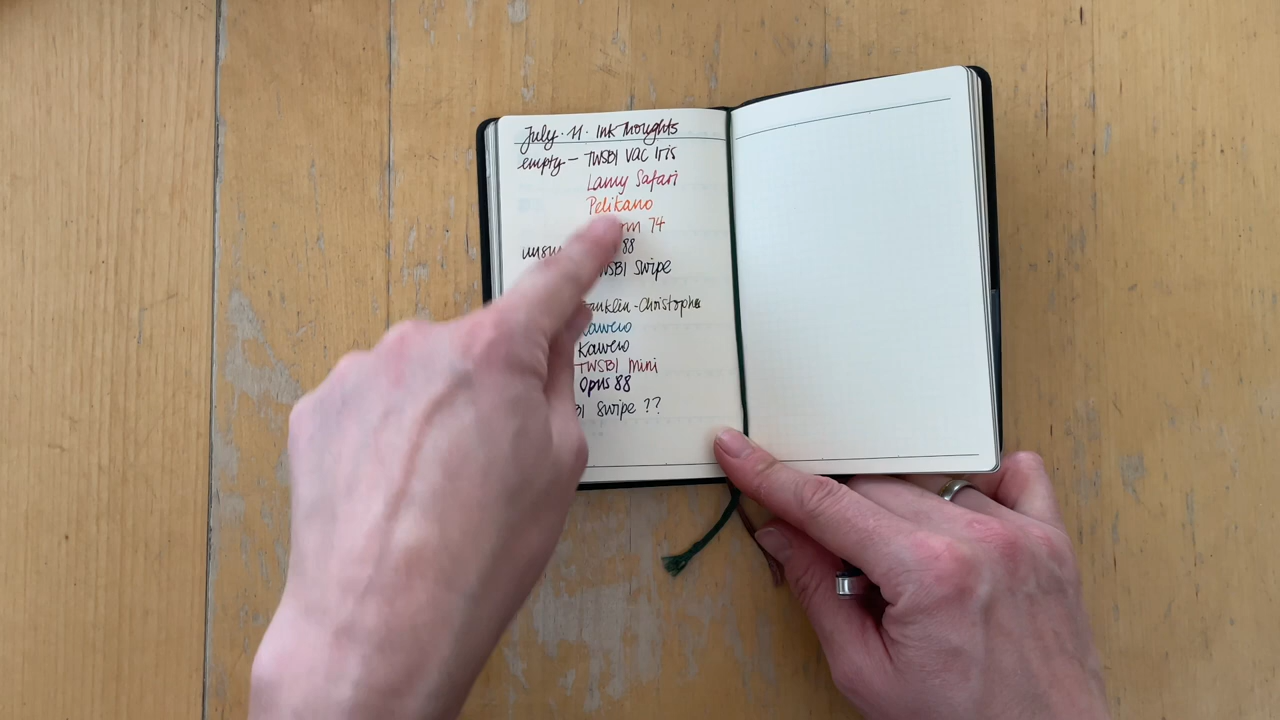 July 11. Ink Thoughts
empty — TWSBI VAC Iris
Lamy Safari
Pelikano
74
88
TWSBI Swipe
Franklin-Christoph
Kaweco
Kaweco
TWSBI Mini
Opus 88
Swipe ??